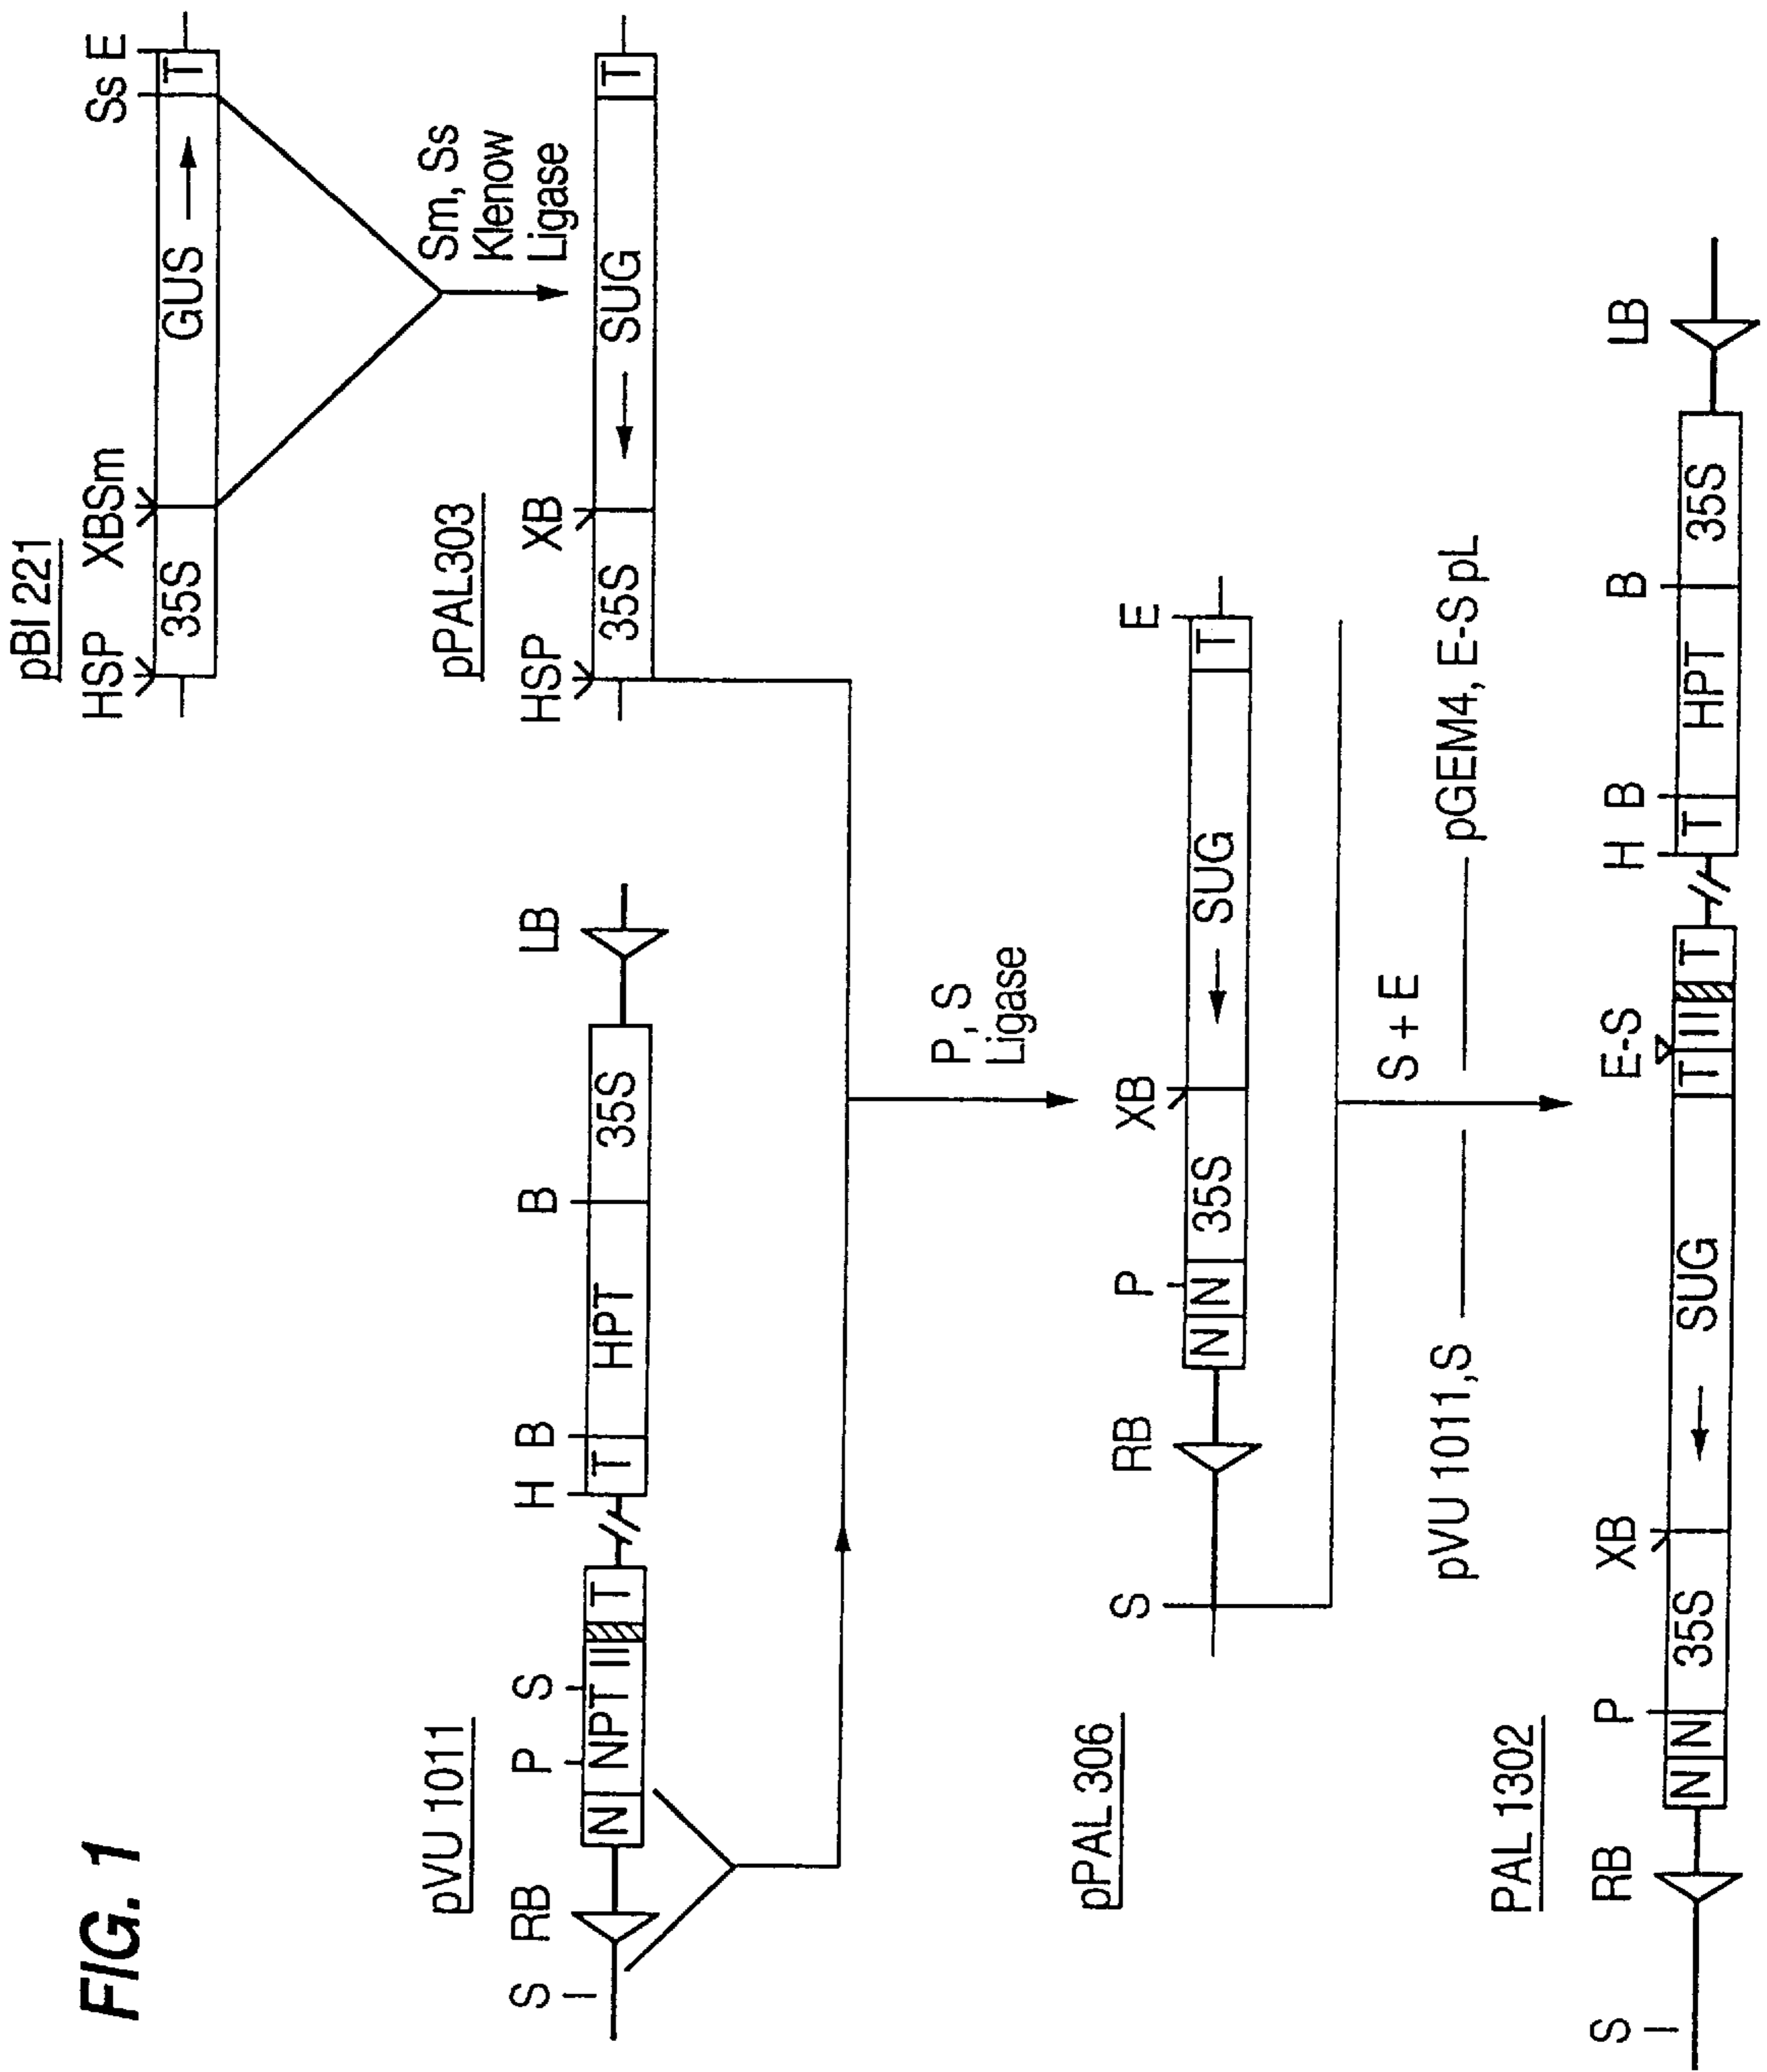 FIG. 1
pBI 221
HSP XBSm Ss E
35S GUS T
Sm, Ss
Klenow
Ligase
pVU 1011
S RB P S H B B LB
N NPT II T T HPT 35S
pPAL303
HSP XB
35S SUG T
P, S
Ligase
pPAL 306
S RB P XB E
N N 35S SUG T
S + E
pVU 1011,S pGEM4, E-S pL
PAL 1302
S RB P XB E-S H B B LB
N N 35S SUG T II T T HPT 35S